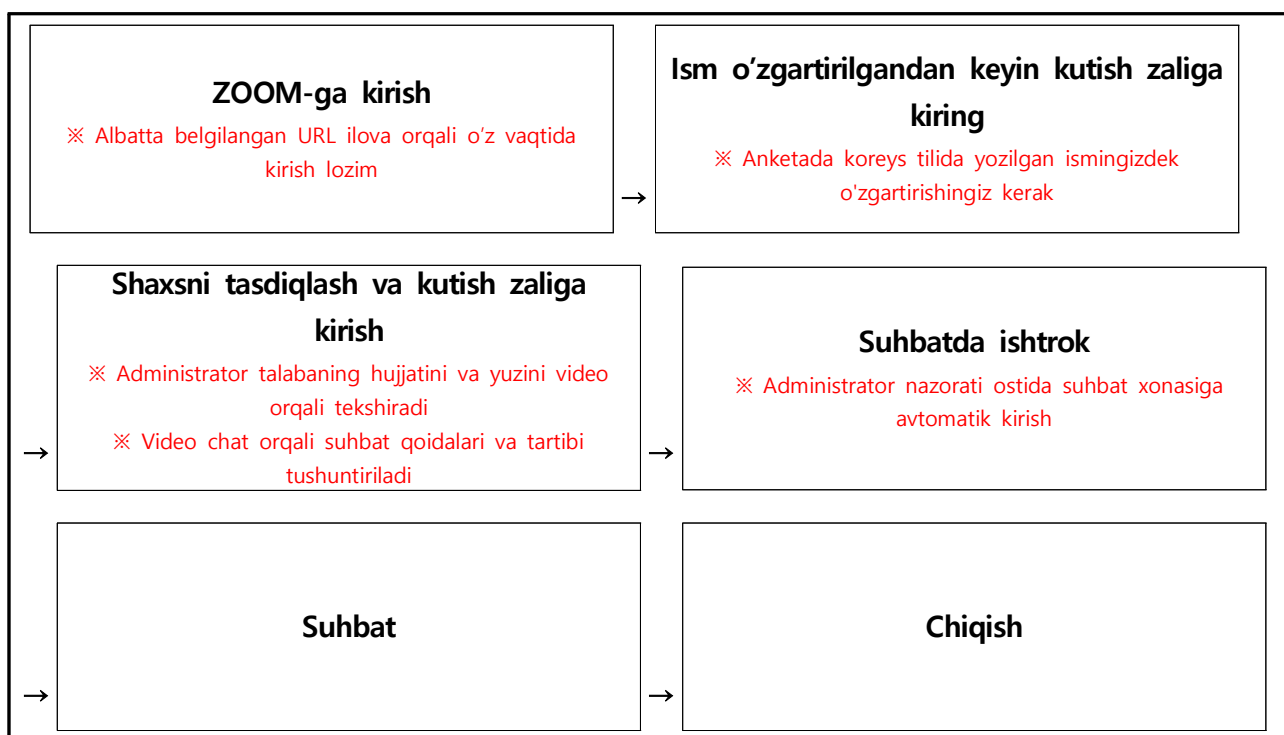 ZOOM-ga kirish
※ Albatta belgilangan URL ilova orqali o’z vaqtida
kirish lozim
→
Ism o’zgartirilgandan keyin kutish zaliga
kiring
※ Anketada koreys tilida yozilgan ismingizdek
o'zgartirishingiz kerak
→
Shaxsni tasdiqlash va kutish zaliga
kirish
※ Administrator talabaning hujjatini va yuzini video
orqali tekshiradi
※ Video chat orqali suhbat qoidalari va tartibi
tushuntiriladi
→
Suhbatda ishtrok
※ Administrator nazorati ostida suhbat xonasiga
avtomatik kirish
→
Suhbat
→
Chiqish